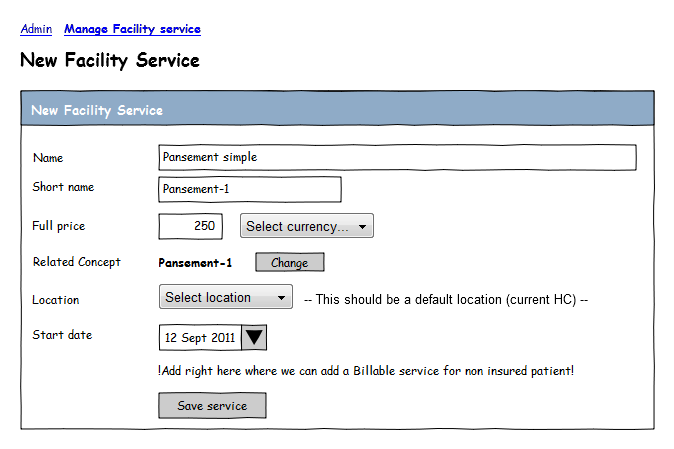 Admin Manage Facility service
New Facility Service
New Facility Service
Name Pansement simple
Short name Pansement-1
Full price 250 Select currency...
Related Concept Pansement-1 Change
Location Select location -- This should be a default location (current HC) --
Start date 12 Sept 2011
!Add right here where we can add a Billable service for non insured patient!
Save service